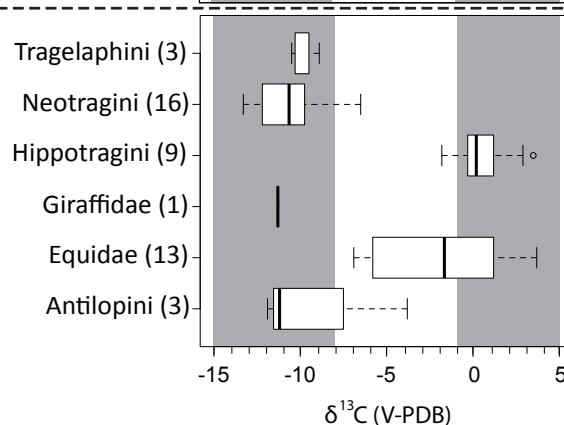 Tragelaphini (3)
Neotragini (16)
Hippotragini (9)
Giraffidae (1)
Equidae (13)
Antilopini (3)
-15 -10 -5 0 5
δ¹³C (V-PDB)